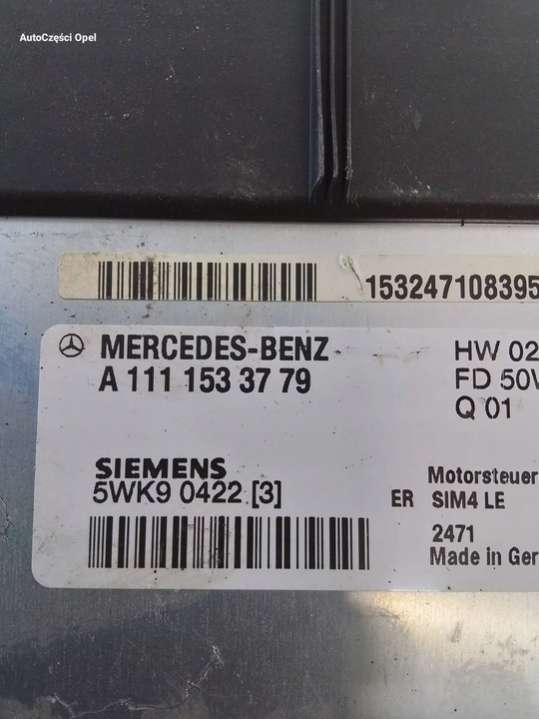 AutoCzęści Opel
153247108395
MERCEDES-BENZ
A 111 153 37 79
HW 02
FD 50
Q 01
SIEMENS
5WK9 0422 [3]
Motorsteuer
ER SIM4 LE
2471
Made in Ger